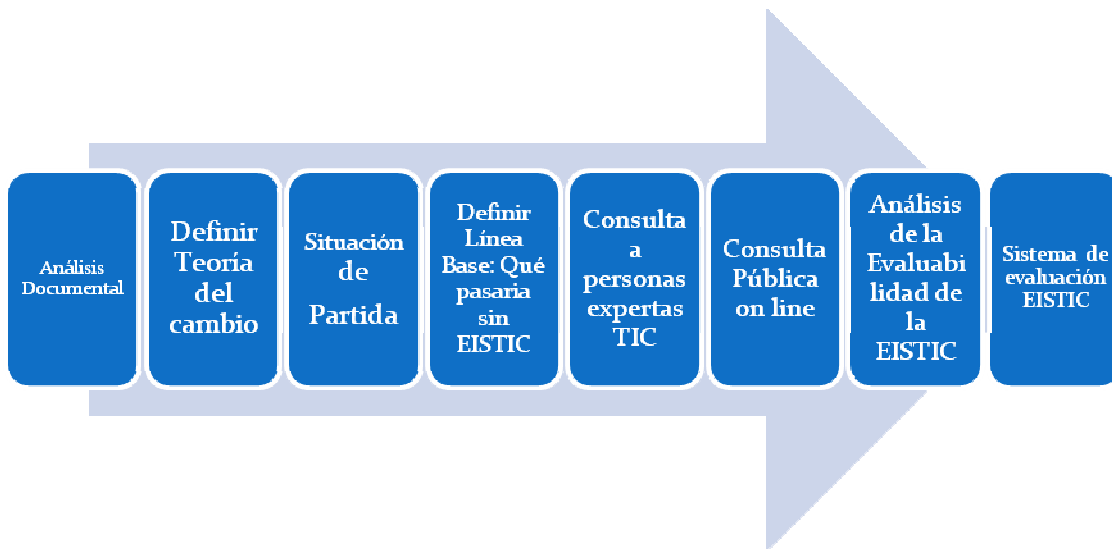 Análisis
Documental
Definir
Teoría
del
cambio
Situación
de
Partida
Definir
Línea
Base: Qué
pasaria
sin
EISTIC
Consulta
a
personas
expertas
TIC
Consulta
Pública
on line
Análisis
de la
Evaluabi
lidad de
la
EISTIC
Sistema de
evaluación
EISTIC